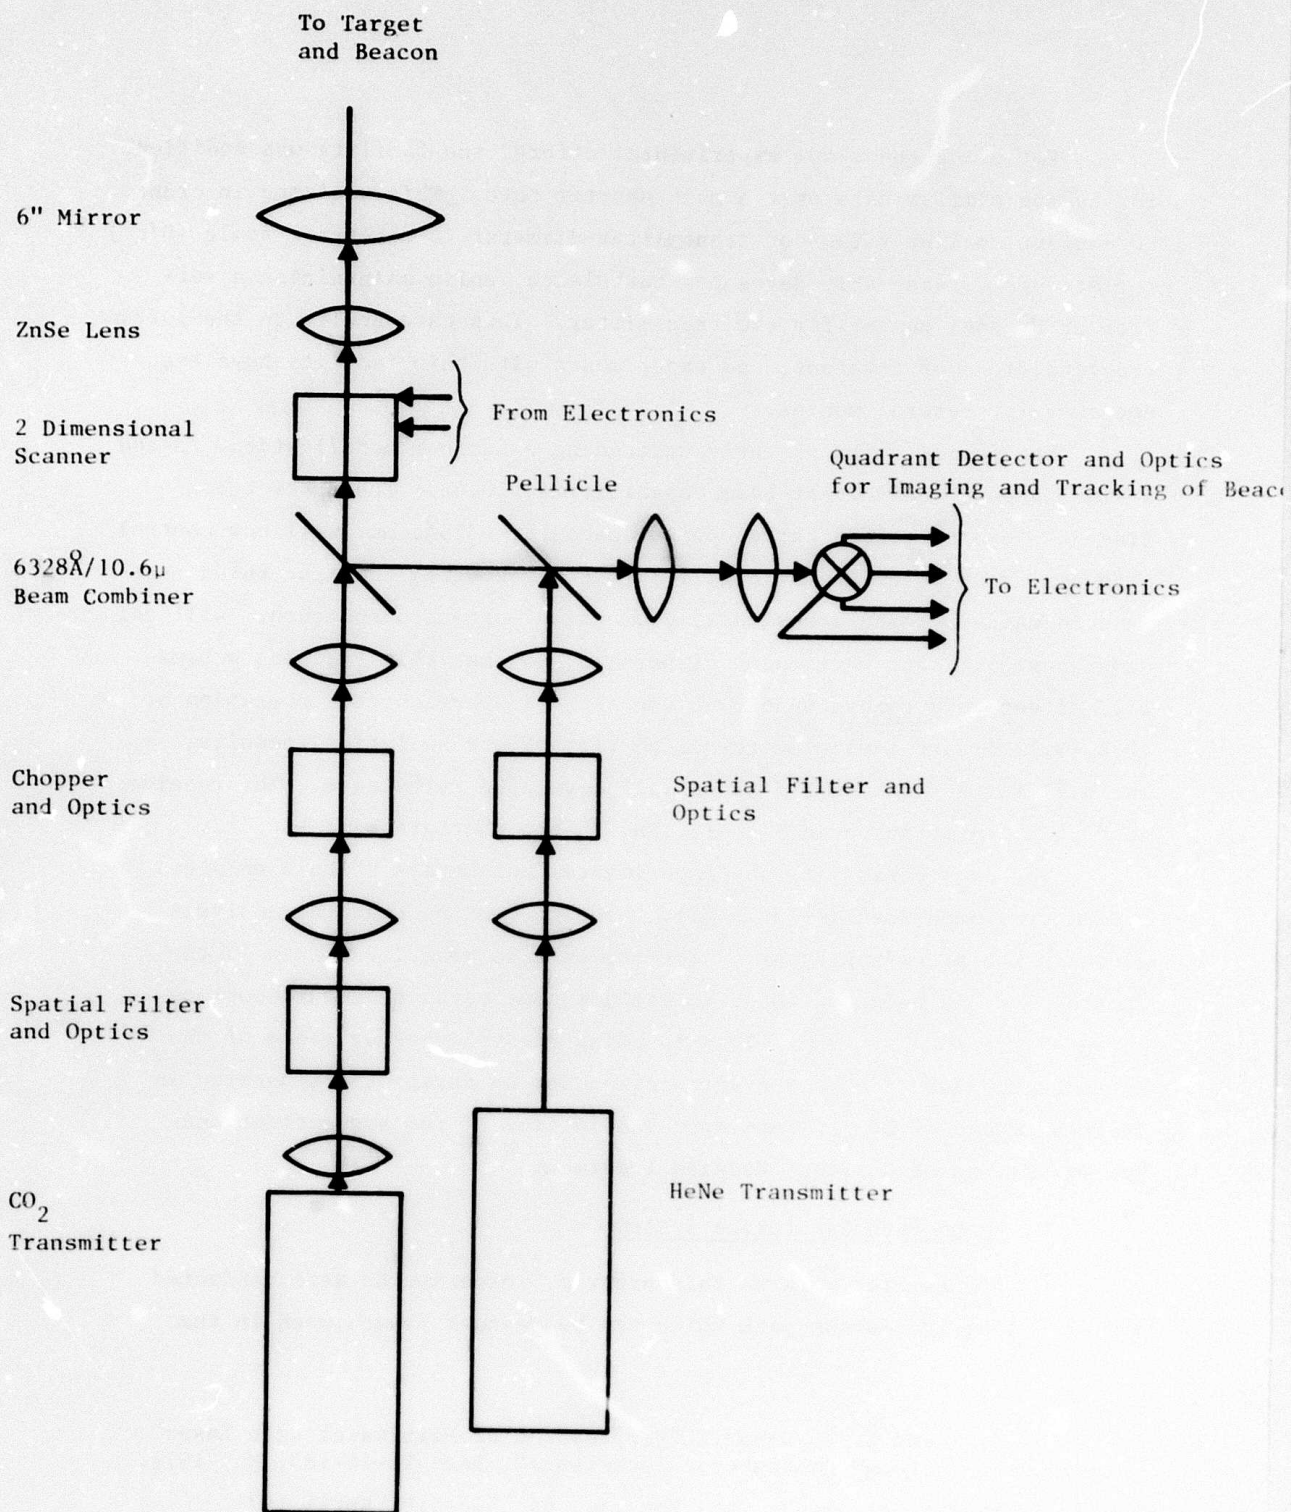 To Target
and Beacon
6" Mirror
ZnSe Lens
From Electronics
2 Dimensional
Scanner
Quadrant Detector and Optics
for Imaging and Tracking of
Pellicle
6328Å/10.6μ
Beam Combiner
To Electronics
Chopper
and Optics
Spatial Filter and
Optics
Spatial Filter
and Optics
HeNe Transmitter
CO2
Transmitter